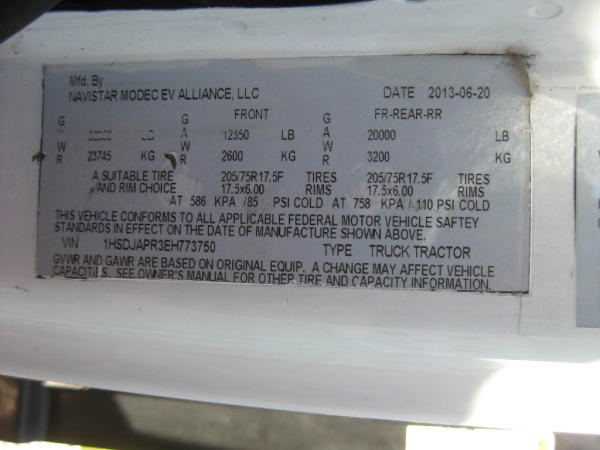 Mfd. By
NAVISTAR MODEC EV ALLIANCE, LLC DATE 2013-06-20
G FRONT G FR-REAR-RR
LB A 12350 LB A 20000 LB
W W W
R 23745 KG R 2600 KG R 3200 KG
A SUITABLE TIRE 205/75R17.5F TIRES 205/75R17.5F TIRES
AND RIM CHOICE 17.5x6.00 RIMS 17.5x6.00 RIMS
AT 586 KPA /85 PSI COLD AT 758 KPA / 110 PSI COLD
THIS VEHICLE CONFORMS TO ALL APPLICABLE FEDERAL MOTOR VEHICLE SAFTEY
STANDARDS IN EFFECT ON THE DATE OF MANUFACTURE SHOWN ABOVE.
VIN 1HSDJAPR3EH773750 TYPE TRUCK TRACTOR
GVWR AND GAWR ARE BASED ON ORIGINAL EQUIP. A CHANGE MAY AFFECT VEHICLE
CAPACITIES. SEE OWNER'S MANUAL FOR OTHER TIRE AND CAPACITY INFORMATION.